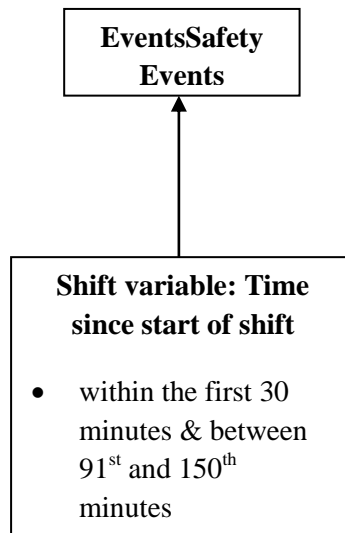 EventsSafety
Events
Shift variable: Time
since start of shift
• within the first 30
minutes & between
91st and 150th
minutes